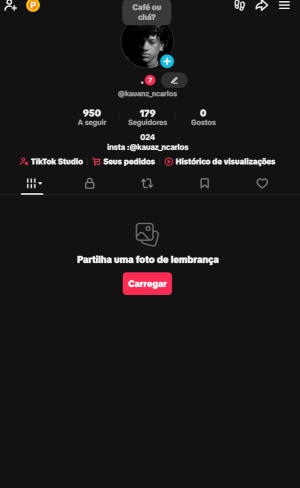 P
Café ou
chá?
. 7
@kauanz_ncarlos
950 179 0
A seguir Seguidores Gostos
024
insta :@kauaz_ncarlos
TikTok Studio Seus pedidos Histórico de visualizações
Partilha uma foto de lembrança
Carregar